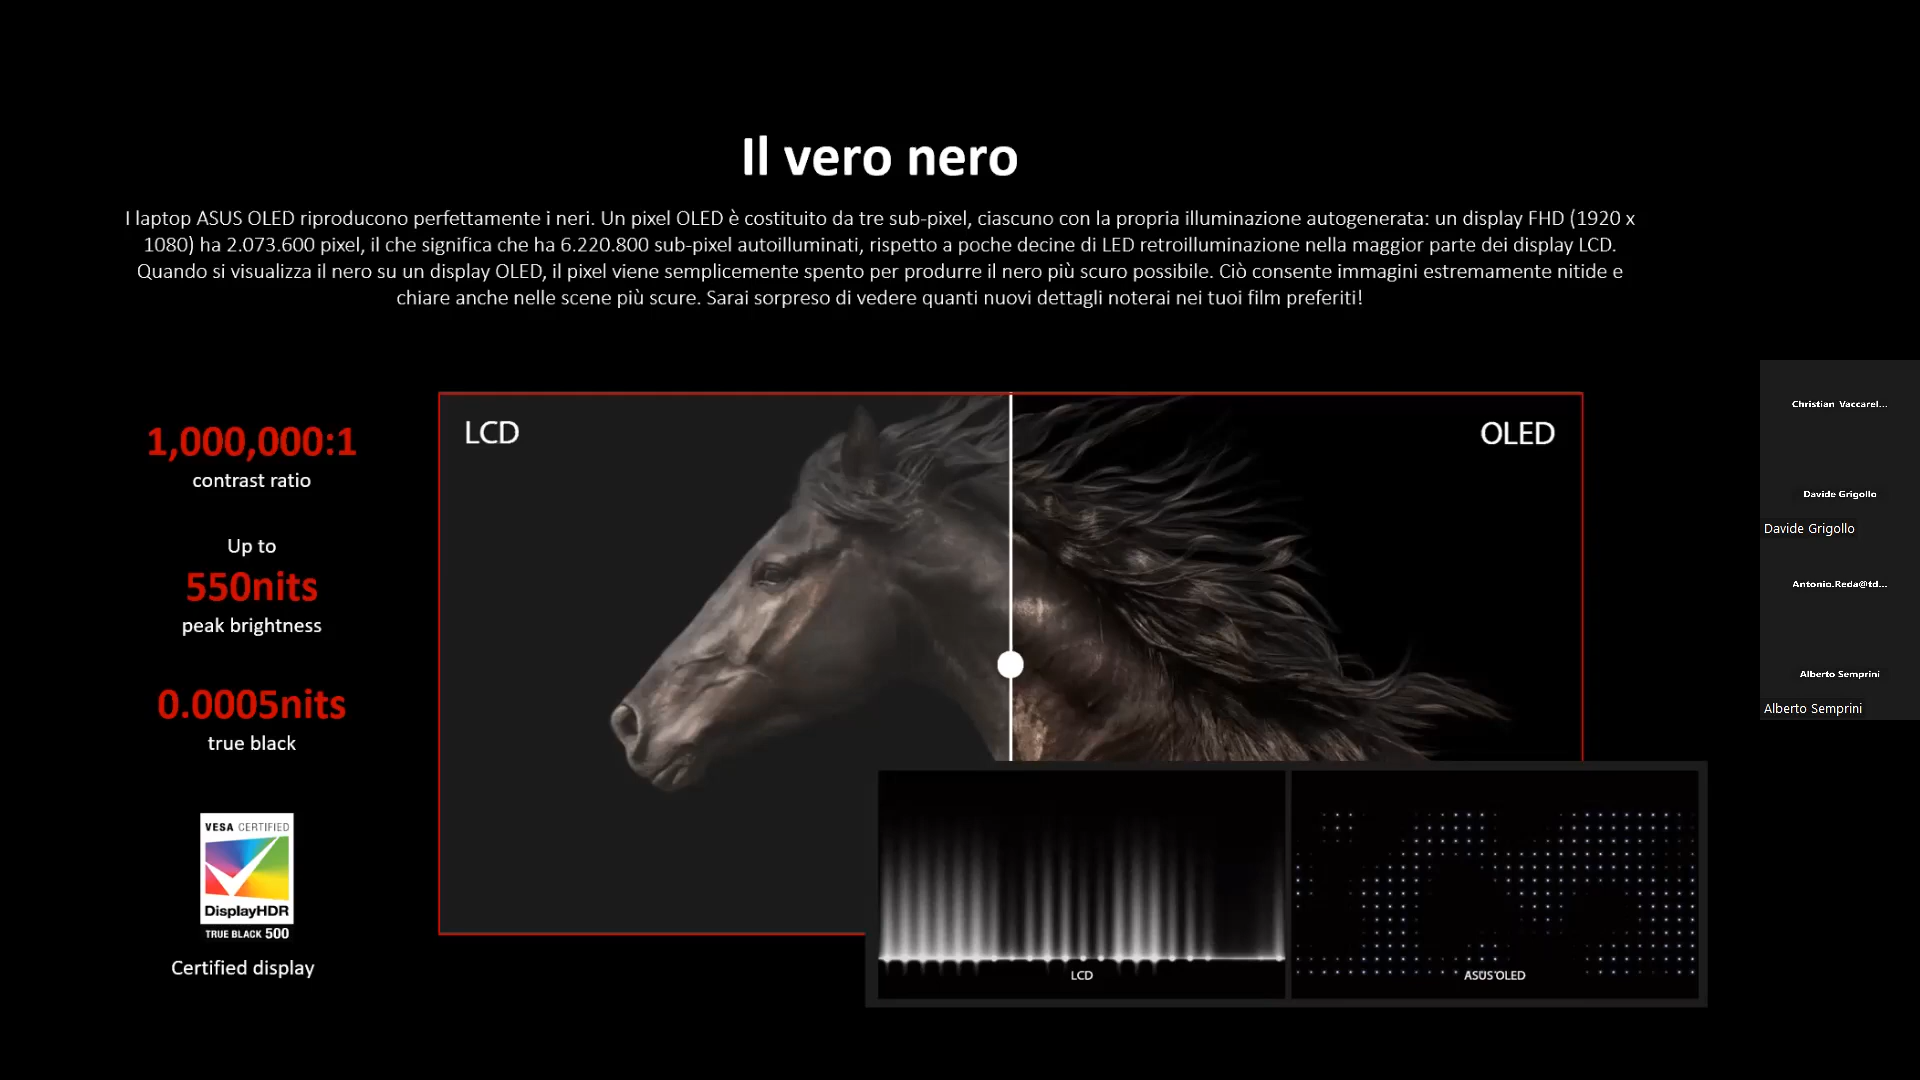 Il vero nero
I laptop ASUS OLED riproducono perfettamente i neri. Un pixel OLED è costituito da tre sub-pixel, ciascuno con la propria illuminazione autogenerata: un display FHD (1920 x
1080) ha 2.073.600 pixel, il che significa che ha 6.220.800 sub-pixel autoilluminati, rispetto a poche decine di LED retroilluminazione nella maggior parte dei display LCD.
Quando si visualizza il nero su un display OLED, il pixel viene semplicemente spento per produrre il nero più scuro possibile. Ciò consente immagini estremamente nitide e
chiare anche nelle scene più scure. Sarai sorpreso di vedere quanti nuovi dettagli noterai nei tuoi film preferiti!
1,000,000:1
contrast ratio
Up to
550nits
peak brightness
0.0005nits
true black
VESA CERTIFIED
DisplayHDR
TRUE BLACK 500
Certified display
LCD
OLED
LCD
ASUS OLED
Christian Vaccarel...
Davide Grigollo
Davide Grigollo
Antonio.Reda@td...
Alberto Semprini
Alberto Semprini